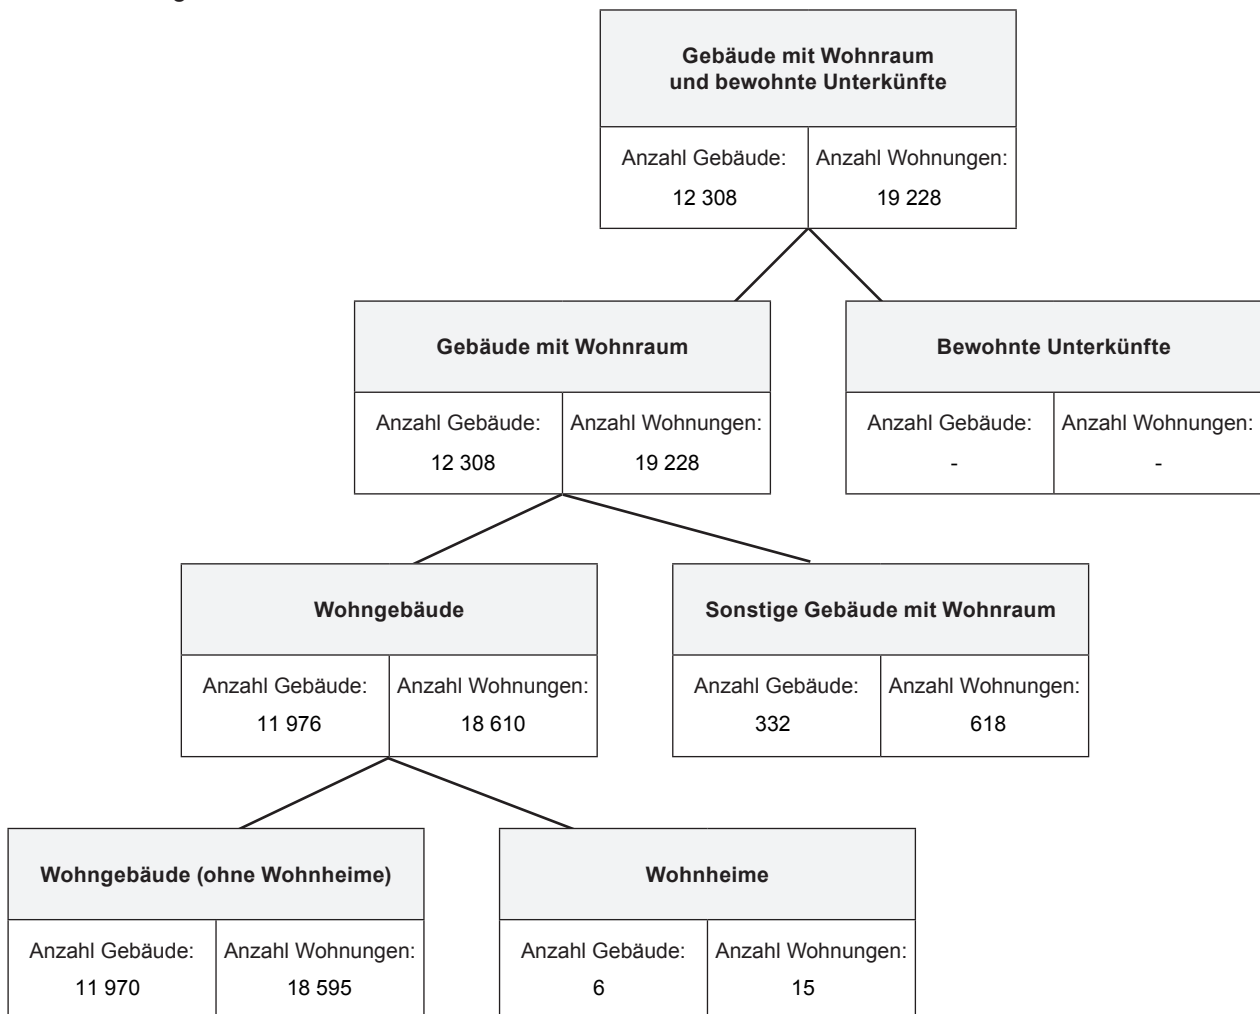 Gebäude mit Wohnraum
und bewohnte Unterkünfte
Anzahl Gebäude:
12 308
Anzahl Wohnungen:
19 228
Gebäude mit Wohnraum
Anzahl Gebäude:
12 308
Anzahl Wohnungen:
19 228
Bewohnte Unterkünfte
Anzahl Gebäude:
-
Anzahl Wohnungen:
-
Wohngebäude
Anzahl Gebäude:
11 976
Anzahl Wohnungen:
18 610
Sonstige Gebäude mit Wohnraum
Anzahl Gebäude:
332
Anzahl Wohnungen:
618
Wohngebäude (ohne Wohnheime)
Anzahl Gebäude:
11 970
Anzahl Wohnungen:
18 595
Wohnheime
Anzahl Gebäude:
6
Anzahl Wohnungen:
15